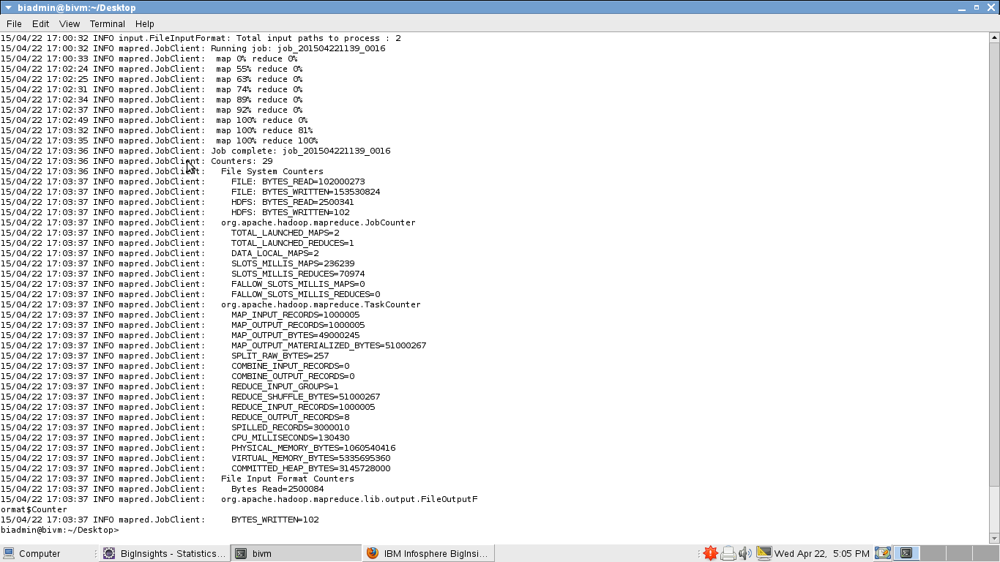 biadmin@bivm:~/Desktop
File Edit View Terminal Help
15/04/22 17:00:32 INFO input.FileInputFormat: Total input paths to process : 2
15/04/22 17:00:32 INFO mapred.JobClient: Running job: job_201504221139_0016
15/04/22 17:00:33 INFO mapred.JobClient:  map 0% reduce 0%
15/04/22 17:02:24 INFO mapred.JobClient:  map 55% reduce 0%
15/04/22 17:02:25 INFO mapred.JobClient:  map 63% reduce 0%
15/04/22 17:02:31 INFO mapred.JobClient:  map 74% reduce 0%
15/04/22 17:02:34 INFO mapred.JobClient:  map 89% reduce 0%
15/04/22 17:02:37 INFO mapred.JobClient:  map 92% reduce 0%
15/04/22 17:02:49 INFO mapred.JobClient:  map 100% reduce 0%
15/04/22 17:03:32 INFO mapred.JobClient:  map 100% reduce 81%
15/04/22 17:03:35 INFO mapred.JobClient:  map 100% reduce 100%
15/04/22 17:03:36 INFO mapred.JobClient: Job complete: job_201504221139_0016
15/04/22 17:03:36 INFO mapred.JobClient: Counters: 29
15/04/22 17:03:36 INFO mapred.JobClient:   File System Counters
15/04/22 17:03:37 INFO mapred.JobClient:     FILE: BYTES_READ=102000273
15/04/22 17:03:37 INFO mapred.JobClient:     FILE: BYTES_WRITTEN=153530824
15/04/22 17:03:37 INFO mapred.JobClient:     HDFS: BYTES_READ=2500341
15/04/22 17:03:37 INFO mapred.JobClient:     HDFS: BYTES_WRITTEN=102
15/04/22 17:03:37 INFO mapred.JobClient:   org.apache.hadoop.mapreduce.JobCounter
15/04/22 17:03:37 INFO mapred.JobClient:     TOTAL_LAUNCHED_MAPS=2
15/04/22 17:03:37 INFO mapred.JobClient:     TOTAL_LAUNCHED_REDUCES=1
15/04/22 17:03:37 INFO mapred.JobClient:     DATA_LOCAL_MAPS=2
15/04/22 17:03:37 INFO mapred.JobClient:     SLOTS_MILLIS_MAPS=236239
15/04/22 17:03:37 INFO mapred.JobClient:     SLOTS_MILLIS_REDUCES=70974
15/04/22 17:03:37 INFO mapred.JobClient:     FALLOW_SLOTS_MILLIS_MAPS=0
15/04/22 17:03:37 INFO mapred.JobClient:     FALLOW_SLOTS_MILLIS_REDUCES=0
15/04/22 17:03:37 INFO mapred.JobClient:   org.apache.hadoop.mapreduce.TaskCounter
15/04/22 17:03:37 INFO mapred.JobClient:     MAP_INPUT_RECORDS=1000005
15/04/22 17:03:37 INFO mapred.JobClient:     MAP_OUTPUT_RECORDS=1000005
15/04/22 17:03:37 INFO mapred.JobClient:     MAP_OUTPUT_BYTES=49000245
15/04/22 17:03:37 INFO mapred.JobClient:     MAP_OUTPUT_MATERIALIZED_BYTES=51000267
15/04/22 17:03:37 INFO mapred.JobClient:     SPLIT_RAW_BYTES=257
15/04/22 17:03:37 INFO mapred.JobClient:     COMBINE_INPUT_RECORDS=0
15/04/22 17:03:37 INFO mapred.JobClient:     COMBINE_OUTPUT_RECORDS=0
15/04/22 17:03:37 INFO mapred.JobClient:     REDUCE_INPUT_GROUPS=1
15/04/22 17:03:37 INFO mapred.JobClient:     REDUCE_SHUFFLE_BYTES=51000267
15/04/22 17:03:37 INFO mapred.JobClient:     REDUCE_INPUT_RECORDS=1000005
15/04/22 17:03:37 INFO mapred.JobClient:     REDUCE_OUTPUT_RECORDS=8
15/04/22 17:03:37 INFO mapred.JobClient:     SPILLED_RECORDS=3000010
15/04/22 17:03:37 INFO mapred.JobClient:     CPU_MILLISECONDS=130430
15/04/22 17:03:37 INFO mapred.JobClient:     PHYSICAL_MEMORY_BYTES=1060540416
15/04/22 17:03:37 INFO mapred.JobClient:     VIRTUAL_MEMORY_BYTES=5335695360
15/04/22 17:03:37 INFO mapred.JobClient:     COMMITTED_HEAP_BYTES=3145728000
15/04/22 17:03:37 INFO mapred.JobClient:   File Input Format Counters
15/04/22 17:03:37 INFO mapred.JobClient:     Bytes Read=2500084
15/04/22 17:03:37 INFO mapred.JobClient:   org.apache.hadoop.mapreduce.lib.output.FileOutputF
ormat$Counter
15/04/22 17:03:37 INFO mapred.JobClient:     BYTES_WRITTEN=102
biadmin@bivm:~/Desktop>
Computer BigInsights - Statistics... bivm IBM Infosphere BigInsi... Wed Apr 22, 5:05 PM